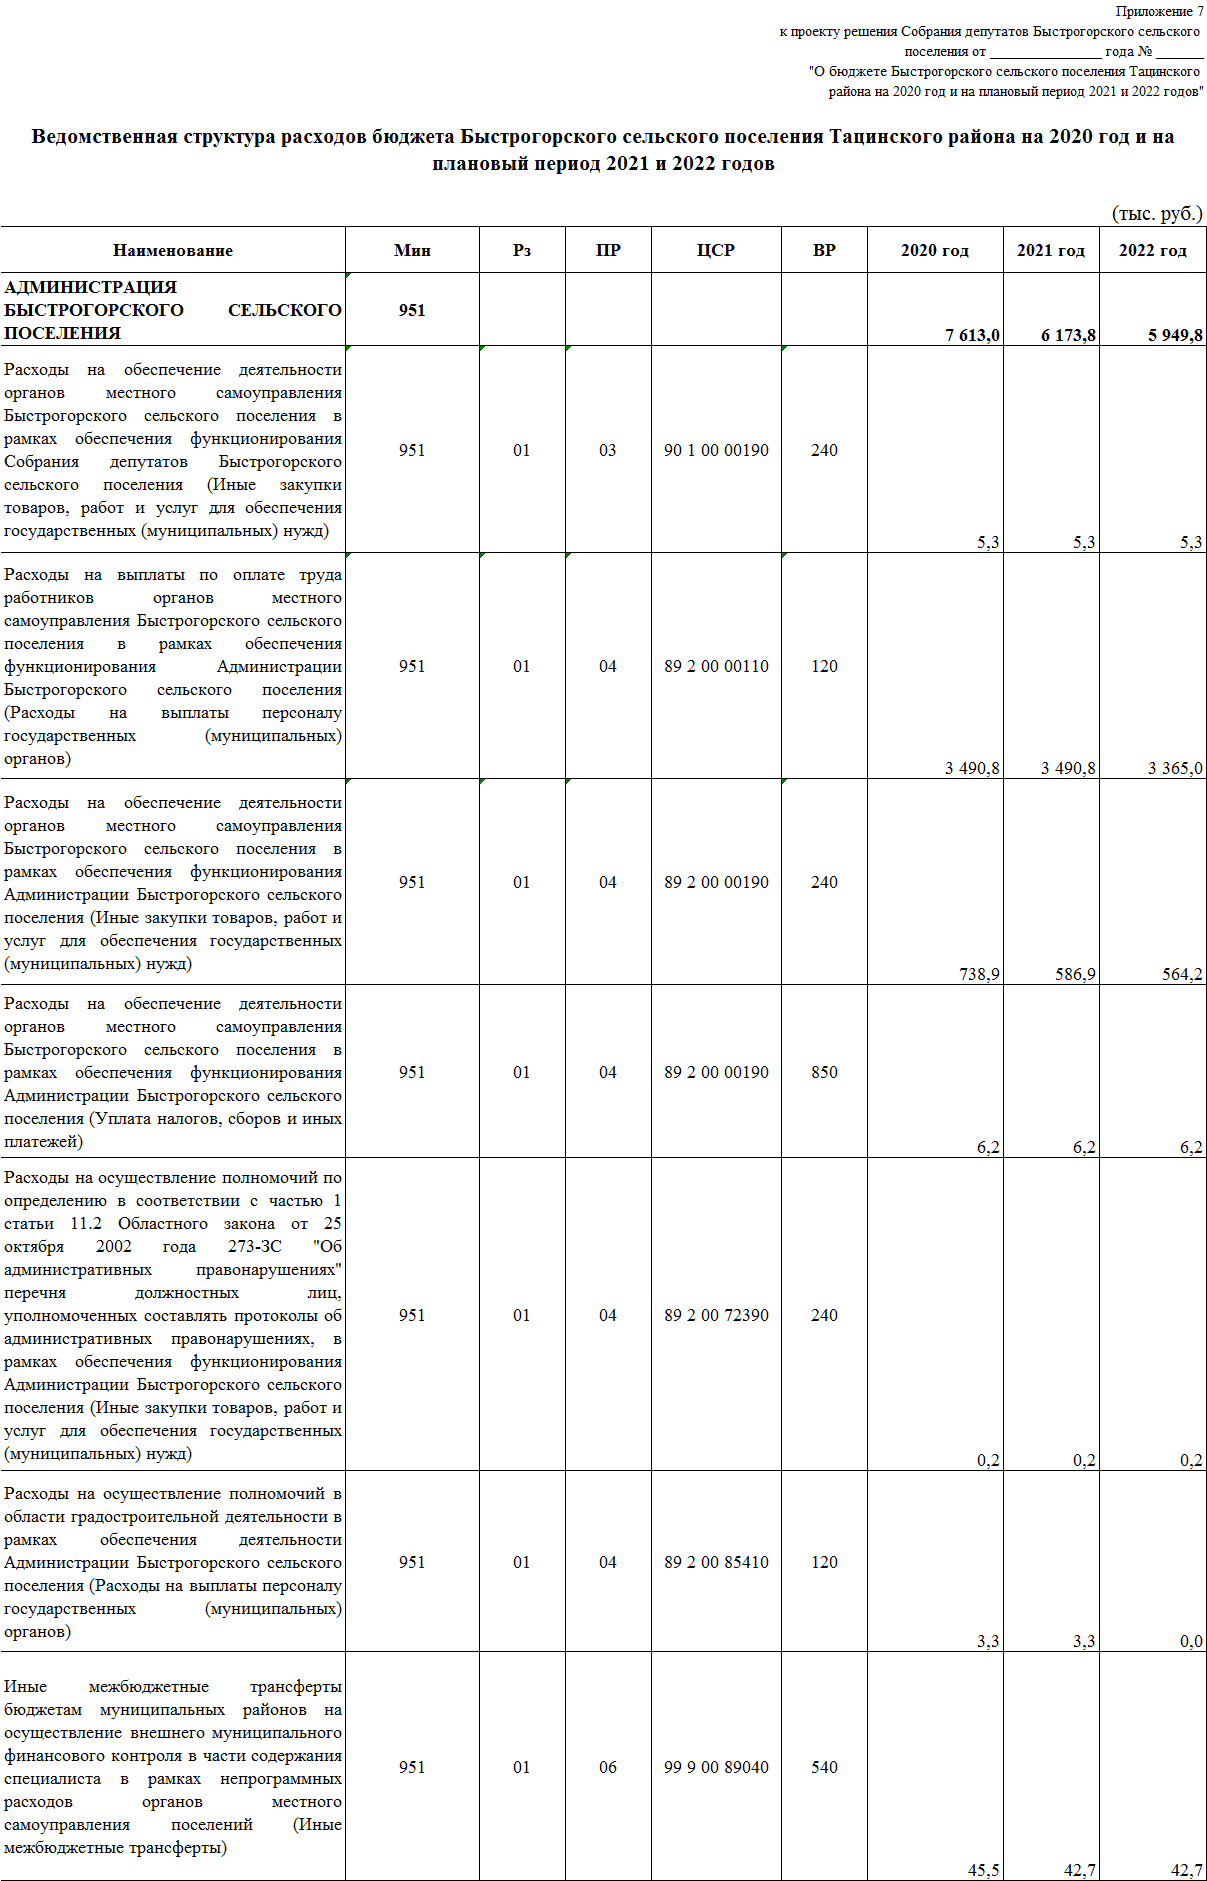 Приложение 7
к проекту решения Собрания депутатов Быстрогорского сельского
поселения от ______________ года № ______
"О бюджете Быстрогорского сельского поселения Тацинского
района на 2020 год и на плановый период 2021 и 2022 годов"
Ведомственная структура расходов бюджета Быстрогорского сельского поселения Тацинского района на 2020 год и на
плановый период 2021 и 2022 годов
(тыс. руб.)
Наименование Мин Рз ПР ЦСР ВР 2020 год 2021 год 2022 год
АДМИНИСТРАЦИЯ
БЫСТРОГОРСКОГО СЕЛЬСКОГО
ПОСЕЛЕНИЯ
951
7 613,0 6 173,8 5 949,8
Расходы на обеспечение деятельности
органов местного самоуправления
Быстрогорского сельского поселения в
рамках обеспечения функционирования
Собрания депутатов Быстрогорского
сельского поселения (Иные закупки
товаров, работ и услуг для обеспечения
государственных (муниципальных) нужд)
951 01 03 90 1 00 00190 240
5,3 5,3 5,3
Расходы на выплаты по оплате труда
работников органов местного
самоуправления Быстрогорского сельского
поселения в рамках обеспечения
функционирования Администрации
Быстрогорского сельского поселения
(Расходы на выплаты персоналу
государственных (муниципальных)
органов)
951 01 04 89 2 00 00110 120
3 490,8 3 490,8 3 365,0
Расходы на обеспечение деятельности
органов местного самоуправления
Быстрогорского сельского поселения в
рамках обеспечения функционирования
Администрации Быстрогорского сельского
поселения (Иные закупки товаров, работ и
услуг для обеспечения государственных
(муниципальных) нужд)
951 01 04 89 2 00 00190 240
738,9 586,9 564,2
Расходы на обеспечение деятельности
органов местного самоуправления
Быстрогорского сельского поселения в
рамках обеспечения функционирования
Администрации Быстрогорского сельского
поселения (Уплата налогов, сборов и иных
платежей)
951 01 04 89 2 00 00190 850
6,2 6,2 6,2
Расходы на осуществление полномочий по
определению в соответствии с частью 1
статьи 11.2 Областного закона от 25
октября 2002 года 273-ЗС "Об
административных правонарушениях"
перечня должностных лиц,
уполномоченных составлять протоколы об
административных правонарушениях, в
рамках обеспечения функционирования
Администрации Быстрогорского сельского
поселения (Иные закупки товаров, работ и
услуг для обеспечения государственных
(муниципальных) нужд)
951 01 04 89 2 00 72390 240
0,2 0,2 0,2
Расходы на осуществление полномочий в
области градостроительной деятельности в
рамках обеспечения деятельности
Администрации Быстрогорского сельского
поселения (Расходы на выплаты персоналу
государственных (муниципальных)
органов)
951 01 04 89 2 00 85410 120
3,3 3,3 0,0
Иные межбюджетные трансферты
бюджетам муниципальных районов на
осуществление внешнего муниципального
финансового контроля в части содержания
специалиста в рамках непрограммных
расходов органов местного
самоуправления поселений (Иные
межбюджетные трансферты)
951 01 06 99 9 00 89040 540
45,5 42,7 42,7